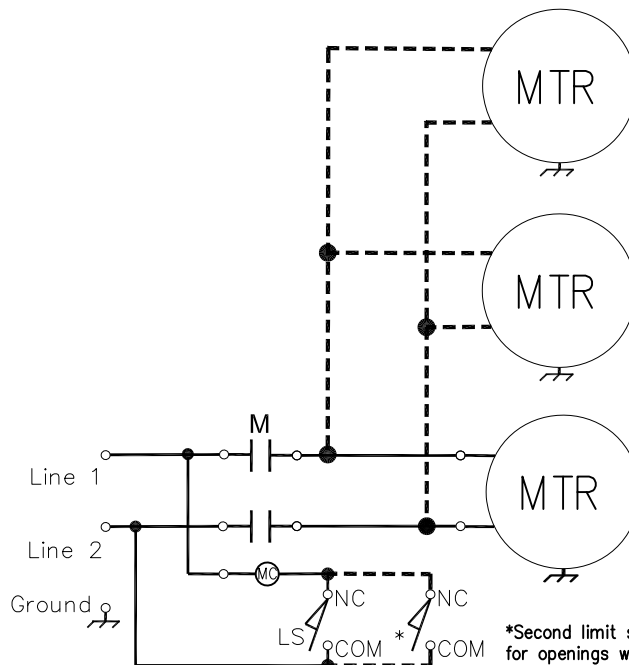 MTR
MTR
M
Line 1
MTR
Line 2
MC
Ground
NC
NC
LS
*
COM
COM
*Second limit
for openings